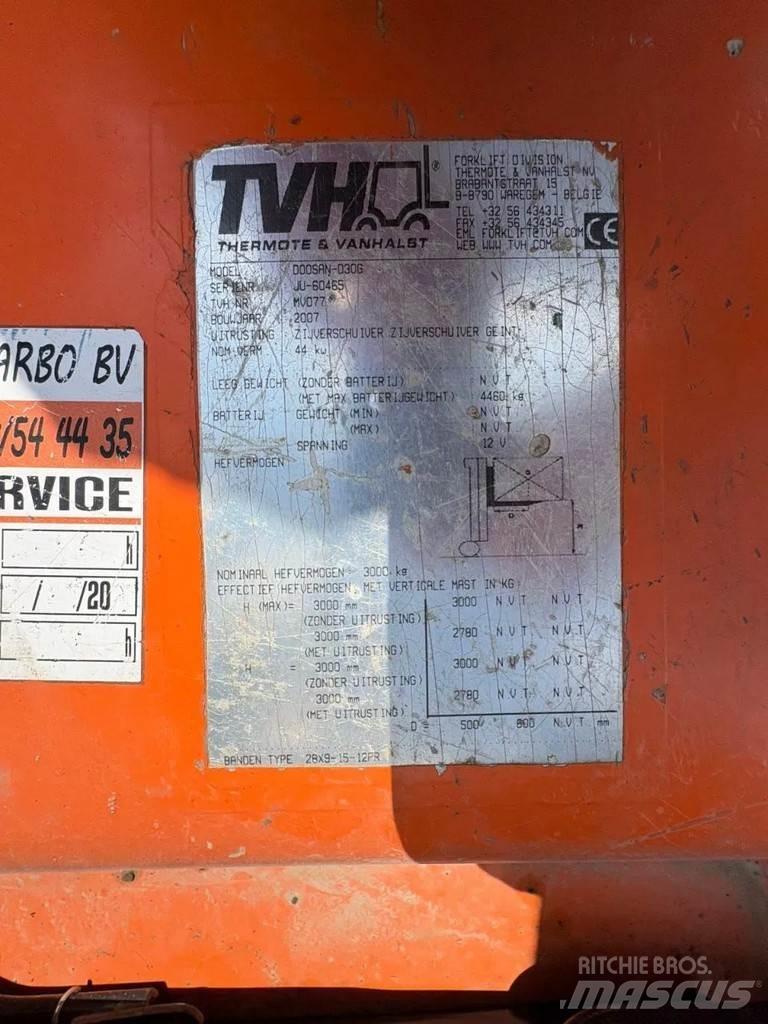 TVH
THERMOTE & VANHALST
FORKLIFT DIVISION
THERMOTE & VANHALST NV
BRABANTSTRAAT 15
B-8790 WAREGEM - BELGIE
TEL +32 56 434311
FAX +32 56 434345
EML FORKLIFT@TVH.COM
WEB WWW.TVH.COM
CE
MODEL DOOSAN-D30G
SERIENR JU-60465
TVH NR MV077
BOUWJAAR 2007
UITRUSTING ZIJVERSCHUIVER ZIJVERSCHUIVER GEINT
NOM VERM 44 kw
LEEG GEWICHT (ZONDER BATTERIJ) N V T
(MET MAX BATTERIJGEWICHT) 4460 kg
BATTERIJ GEWICHT (MIN) N V T
(MAX) N V T
SPANNING 12 V
HEFVERMOGEN
NOMINAAL HEFVERMOGEN : 3000 kg
EFFECTIEF HEFVERMOGEN, MET VERTICALE MAST IN KG:
H (MAX)= 3000 mm 3000 N V T N V T
(ZONDER UITRUSTING)
3000 mm 2780 N V T N V T
(MET UITRUSTING)
H = 3000 mm 3000 N V T N V T
(ZONDER UITRUSTING)
3000 mm 2780 N V T N V T
(MET UITRUSTING)
D = 500 600 N V T mm
BANDEN TYPE 28X9-15-12PR
ARBO BV
/54 44 35
RVICE
h
/ /20
h
RITCHIE BROS.
MASCUS